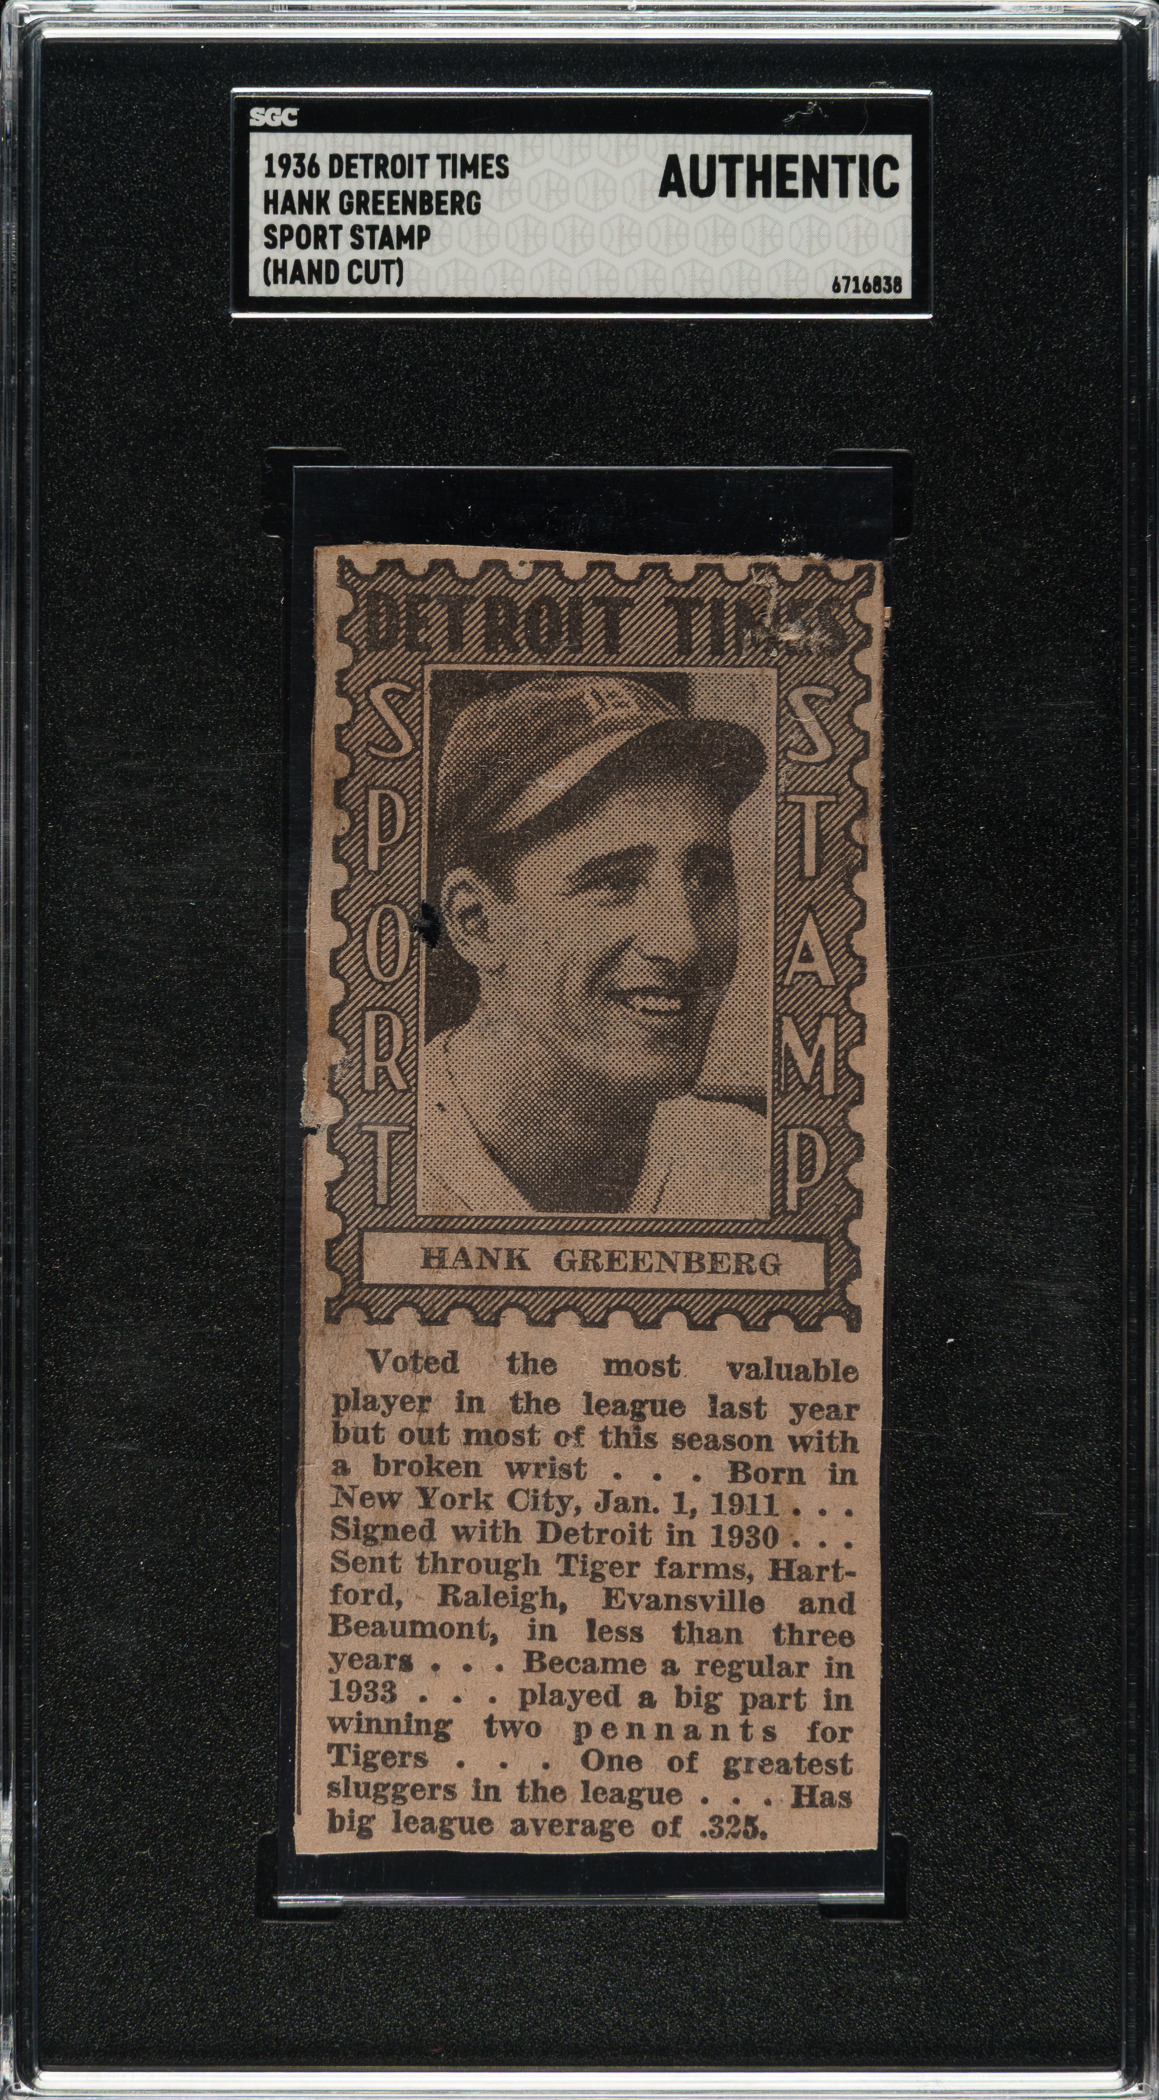 SGC
1936 DETROIT TIMES
HANK GREENBERG
SPORT STAMP
(HAND CUT)
AUTHENTIC
6716838
DETROIT TIMES
SPORT
STAMP
HANK GREENBERG
Voted the most valuable
player in the league last year
but out most of this season with
a broken wrist . . . Born in
New York City, Jan. 1, 1911 . . .
Signed with Detroit in 1930 . . .
Sent through Tiger farms, Hart-
ford, Raleigh, Evansville and
Beaumont, in less than three
years . . . Became a regular in
1933 . . . played a big part in
winning two pennants for
Tigers . . . One of greatest
sluggers in the league . . . Has
big league average of .325.